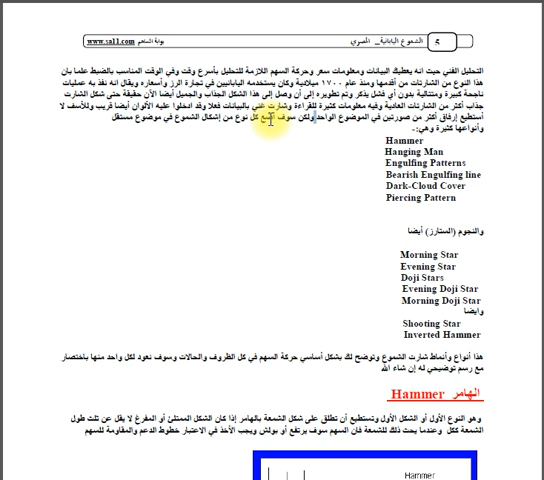 5 الشموع اليابانية_ المصري بوابة المساهم www.sa11.com
التحليل الفني حيث انه يعطيك البيانات ومعلومات سعر وحركة السهم اللازمة للتحليل بأسرع وقت وفي الوقت المناسب بالضبط علما بان
هذا النوع من الشارتات من أقدمها ومنذ عام ١٧٠٠ ميلادية وكان يستخدمه اليابانيين في تجارة الرز وأسعاره ويقال انه نفذ به عمليات
ناجحة كبيرة ومتتالية بدون أي فشل يذكر وتم تطويره إلى أن وصل إلى هذا الشكل الجذاب والجميل أيضا الآن حقيقة حتى شكل الشارت
جذاب أكثر من الشارتات العادية وفيه معلومات كثيرة للقراءة وشارت غني بالبيانات فعلا وقد ادخلوا عليه الألوان أيضا قريب وللأسف لا
أستطيع إرفاق أكثر من صورتين في الموضوع الواحد ولكن سوف أضع كل نوع من إشكال الشموع في موضوع مستقل
وأنواعها كثيرة وهي:-
Hammer
Hanging Man
Engulfing Patterns
Bearish Engulfing line
Dark-Cloud Cover
Piercing Pattern
والنجوم (الستارز) أيضا
Morning Star
Evening Star
Doji Stars
Evening Doji Star
Morning Doji Star
وأيضا
Shooting Star
Inverted Hammer
هذا أنواع وأنماط شارت الشموع وتوضح لك بشكل أساسي حركة السهم في كل الظروف والحالات وسوف نعود لكل واحد منها باختصار
مع رسم توضيحي له إن شاء الله
الهامر Hammer
وهو النوع الأول أو الشكل الأول وتستطيع أن تطلق على شكل الشمعة بالهامر إذا كان الشكل الممتلئ أو المفرغ لا يقل عن ثلث طول
الشمعة ككل وعندما يحث ذلك للشمعة فان السهم سوف يرتفع أو بولش ويجب الأخذ في الاعتبار خطوط الدعم والمقاومة للسهم
Hammer